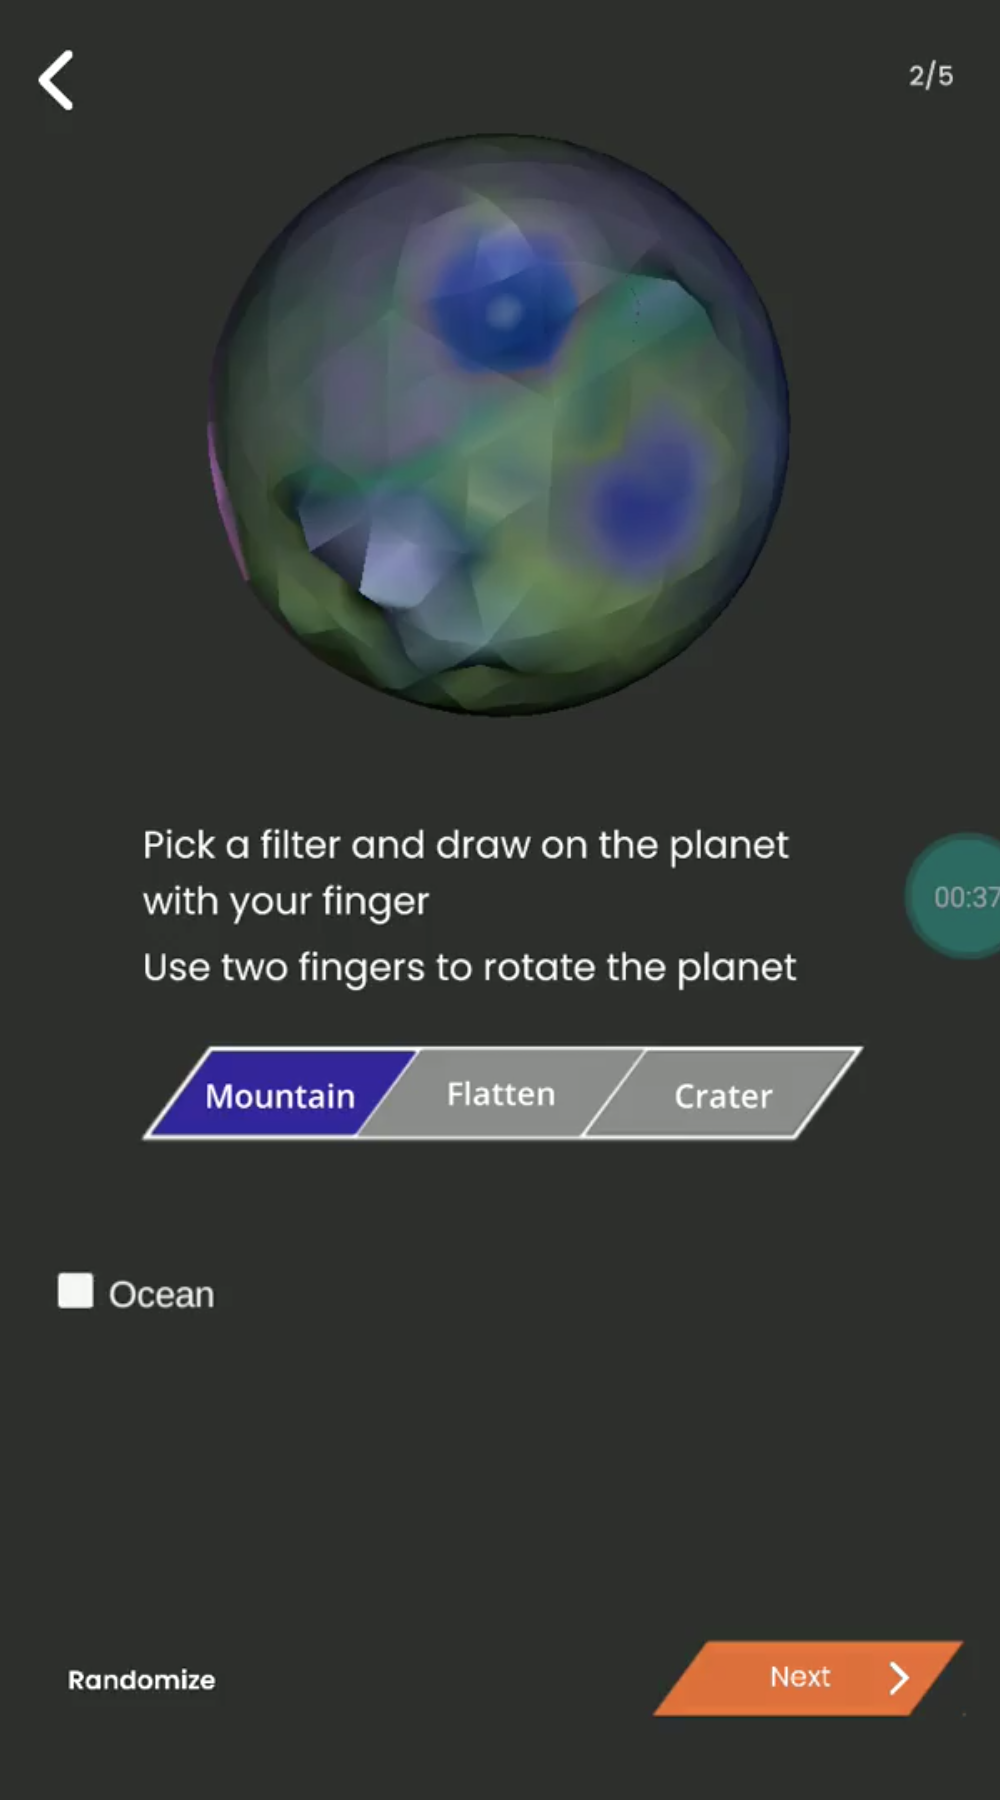 2/5
Pick a filter and draw on the planet
with your finger
00:37
Use two fingers to rotate the planet
Mountain Flatten Crater
Ocean
Randomize Next